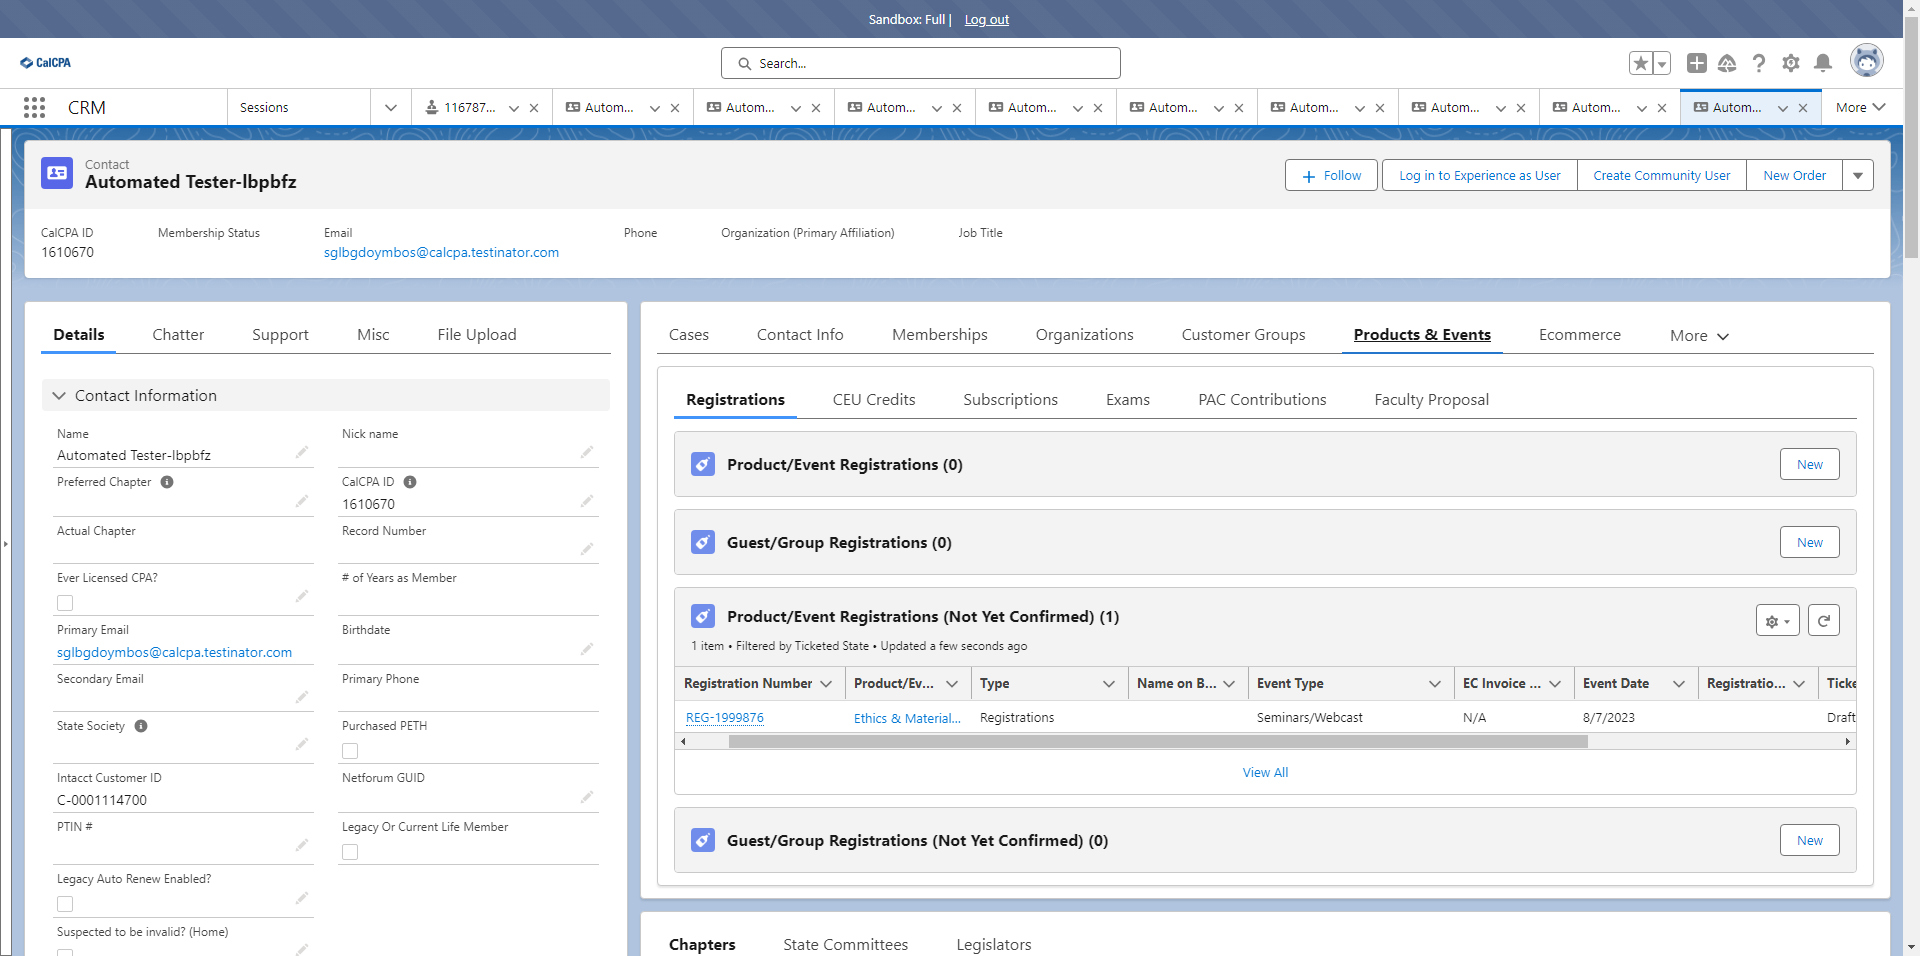 Sandbox: Full | Log out
CalCPA
Search...
CRM
Sessions
116787...
Autom...
Autom...
Autom...
Autom...
Autom...
Autom...
Autom...
Autom...
Autom...
More
Contact
Automated Tester-lbpbfz
Follow
Log in to Experience as User
Create Community User
New Order
CalCPA ID
1610670
Membership Status
Email
sglbgdoymbos@calcpa.testinator.com
Phone
Organization (Primary Affiliation)
Job Title
Details
Chatter
Support
Misc
File Upload
Contact Information
Name
Automated Tester-lbpbfz
Nick name
Preferred Chapter
CalCPA ID
1610670
Actual Chapter
Record Number
Ever Licensed CPA?
# of Years as Member
Primary Email
sglbgdoymbos@calcpa.testinator.com
Birthdate
Secondary Email
Primary Phone
State Society
Purchased PETH
Intacct Customer ID
C-0001114700
Netforum GUID
PTIN #
Legacy Or Current Life Member
Legacy Auto Renew Enabled?
Suspected to be invalid? (Home)
Cases
Contact Info
Memberships
Organizations
Customer Groups
Products & Events
Ecommerce
More
Registrations
CEU Credits
Subscriptions
Exams
PAC Contributions
Faculty Proposal
Product/Event Registrations (0)
New
Guest/Group Registrations (0)
New
Product/Event Registrations (Not Yet Confirmed) (1)
1 item • Filtered by Ticketed State • Updated a few seconds ago
Registration Number
Product/Ev...
Type
Name on B...
Event Type
EC Invoice ...
Event Date
Registratio...
Ticke
REG-1999876
Ethics & Material...
Registrations
Seminars/Webcast
N/A
8/7/2023
Draft
View All
Guest/Group Registrations (Not Yet Confirmed) (0)
New
Chapters
State Committees
Legislators